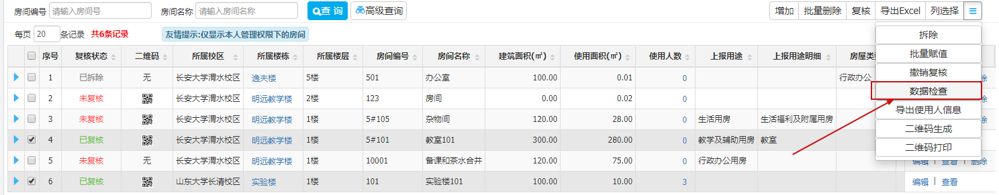 房间编号 请输入房间号 房间名称 请输入房间名称 查 询 高级查询 增加 批量删除 复核 导出Excel 列选择
每页 20 条记录 共6条记录 友情提示:仅显示本人管理权限下的房间
序号 复核状态 二维码 所属校区 所属楼栋 所属楼层 房间编号 房间名称 建筑面积(㎡) 使用面积(㎡) 使用人数 上报用途 上报用途明细 房屋类
1 已拆除 无 长安大学渭水校区 逸夫楼 5楼 501 办公室 100.00 0.01 0 行政办公
2 未复核 长安大学渭水校区 明远教学楼 2楼 123 房间 0.00 0.02 0
3 未复核 长安大学渭水校区 明远教学楼 1楼 5#105 杂物间 120.00 28.00 0 生活用房 生活福利及附属用房
4 已复核 长安大学渭水校区 明远教学楼 1楼 5#101 教室101 300.00 280.00 0 教学及辅助用房 教室
5 未复核 无 长安大学渭水校区 明远教学楼 1楼 10001 备课和茶水合并 120.00 75.00 0 行政办公用房 编辑 | 查看 | 删除
6 已复核 山东大学长清校区 实验楼 1楼 101 实验楼101 100.00 10.00 3 编辑 | 查看
拆除
批量赋值
撤销复核
数据检查
导出使用人信息
二维码生成
二维码打印